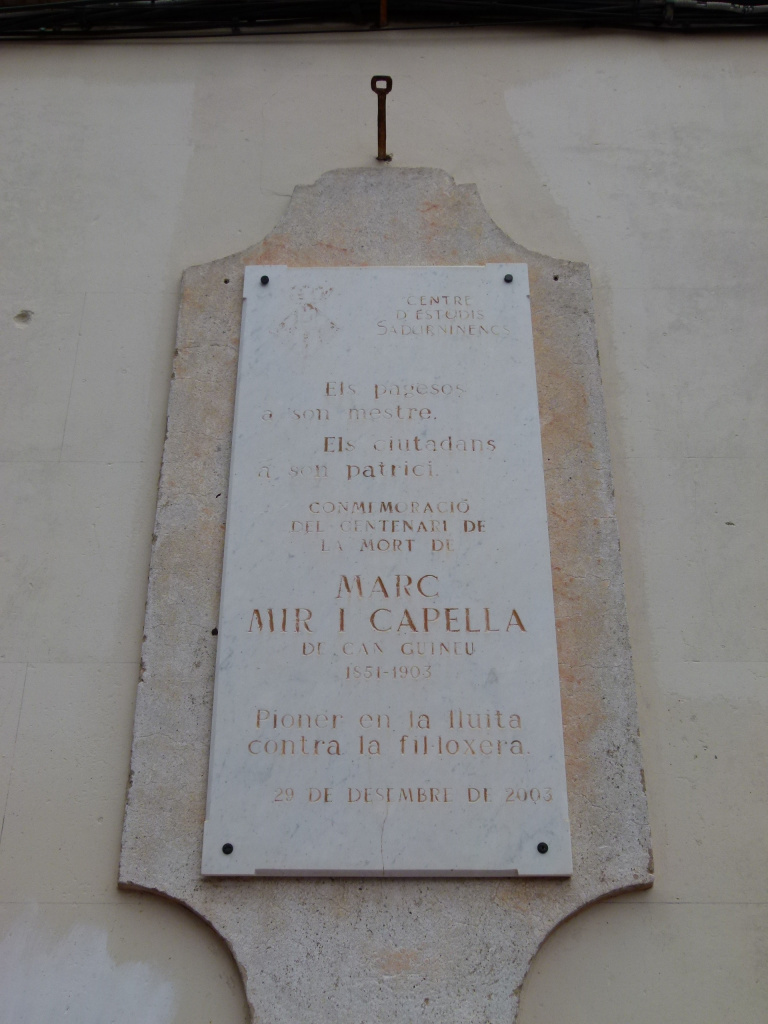 CENTRE
D'ESTUDIS
SADURNINENCS
Els pagesos
a son mestre.
Els ciutadans
a son patrici.
CONMEMORACIÓ
DEL CENTENARI DE
LA MORT DE
MARC
MIR I CAPELLA
DE CAN GUINEU
1851-1903
Pioner en la lluita
contra la fil·loxera.
29 DE DESEMBRE DE 2003